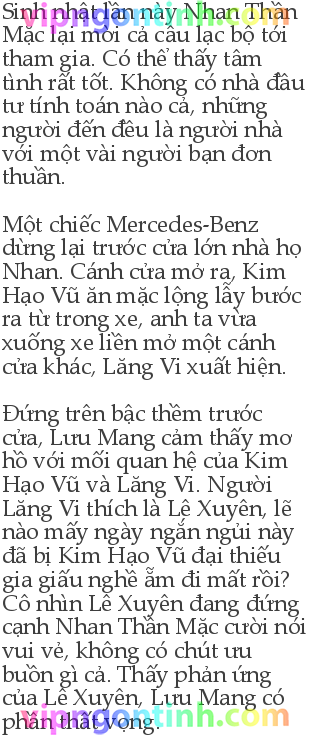 Sinh nhật lần này Nhan Thần
Mặc lại mời cả câu lạc bộ tới
tham gia. Có thể thấy tâm
tình rất tốt. Không có nhà đầu
tư tính toán nào cả, những
người đến đều là người nhà
với một vài người bạn đơn
thuần.
Một chiếc Mercedes-Benz
dừng lại trước cửa lớn nhà họ
Nhan. Cánh cửa mở ra, Kim
Hạo Vũ ăn mặc lộng lẫy bước
ra từ trong xe, anh ta vừa
xuống xe liền mở một cánh
cửa khác, Lăng Vi xuất hiện.
Đứng trên bậc thềm trước
cửa, Lưu Mang cảm thấy mơ
hồ với mối quan hệ của Kim
Hạo Vũ và Lăng Vi. Người
Lăng Vi thích là Lê Xuyên, lẽ
nào mấy ngày ngắn ngủi này
đã bị Kim Hạo Vũ đại thiếu
gia giấu nghề ẵm đi mất rồi?
Cô nhìn Lê Xuyên đang đứng
cạnh Nhan Thần Mặc cười nói
vui vẻ, không có chút ưu
buồn gì cả. Thấy phản ứng
của Lê Xuyên, Lưu Mang có
phần thất vọng.
vipngontinh.com
vipngontinh.com